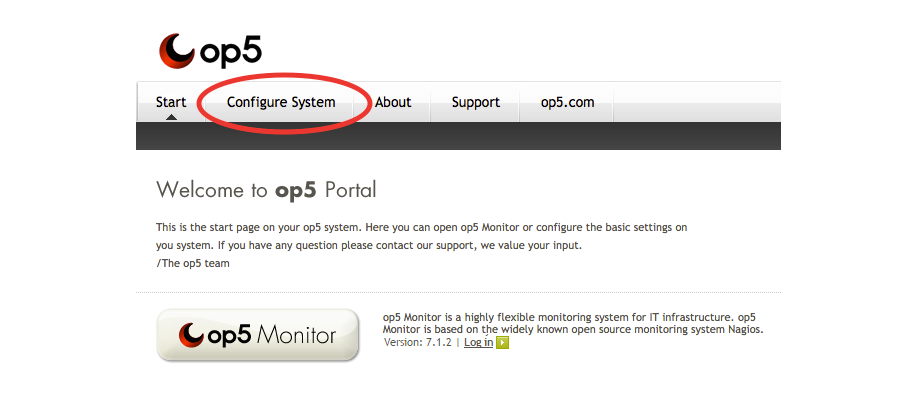 op5
Start Configure System About Support op5.com
Welcome to op5 Portal
This is the start page on your op5 system. Here you can open op5 Monitor or configure the basic settings on
you system. If you have any question please contact our support, we value your input.
/The op5 team
op5 Monitor
op5 Monitor is a highly flexible monitoring system for IT infrastructure. op5
Monitor is based on the widely known open source monitoring system Nagios.
Version: 7.1.2 | Log in